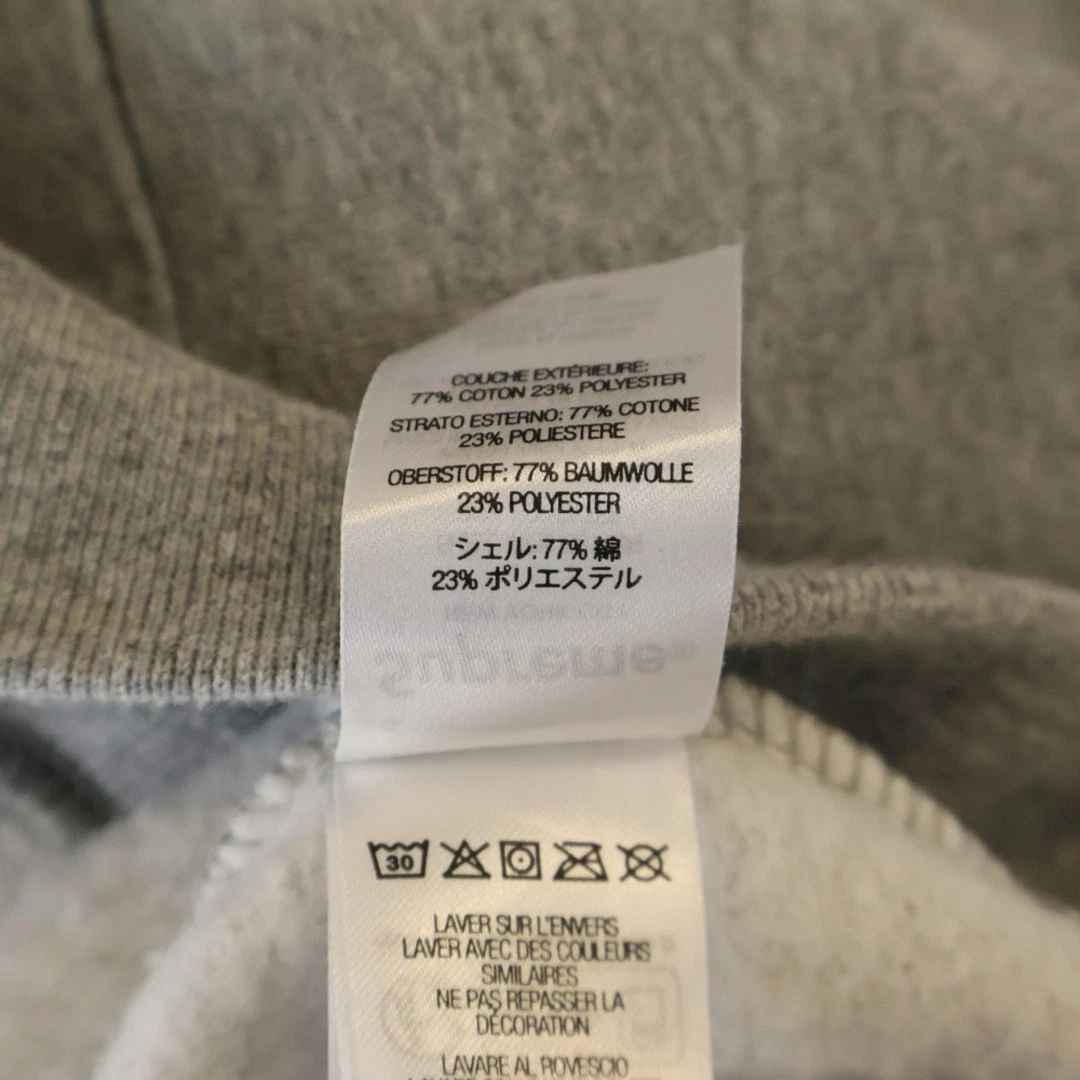 COUCHE EXTÉRIEURE:
77% COTON 23% POLYESTER
STRATO ESTERNO: 77% COTONE
23% POLIESTERE
OBERSTOFF: 77% BAUMWOLLE
23% POLYESTER
シェル: 77% 綿
23% ポリエステル
Supreme
30
LAVER SUR L'ENVERS
LAVER AVEC DES COULEURS
SIMILAIRES
NE PAS REPASSER LA
DÉCORATION
LAVARE AL ROVESCIO